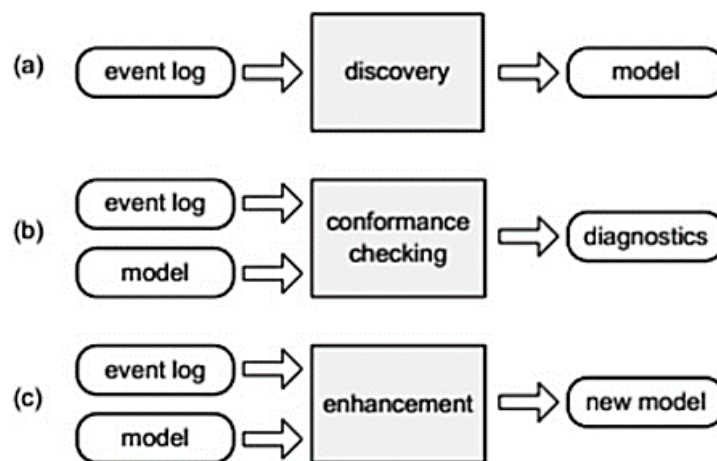 (a) event log discovery model
(b) event log conformance checking diagnostics
model
(c) event log enhancement new model
model